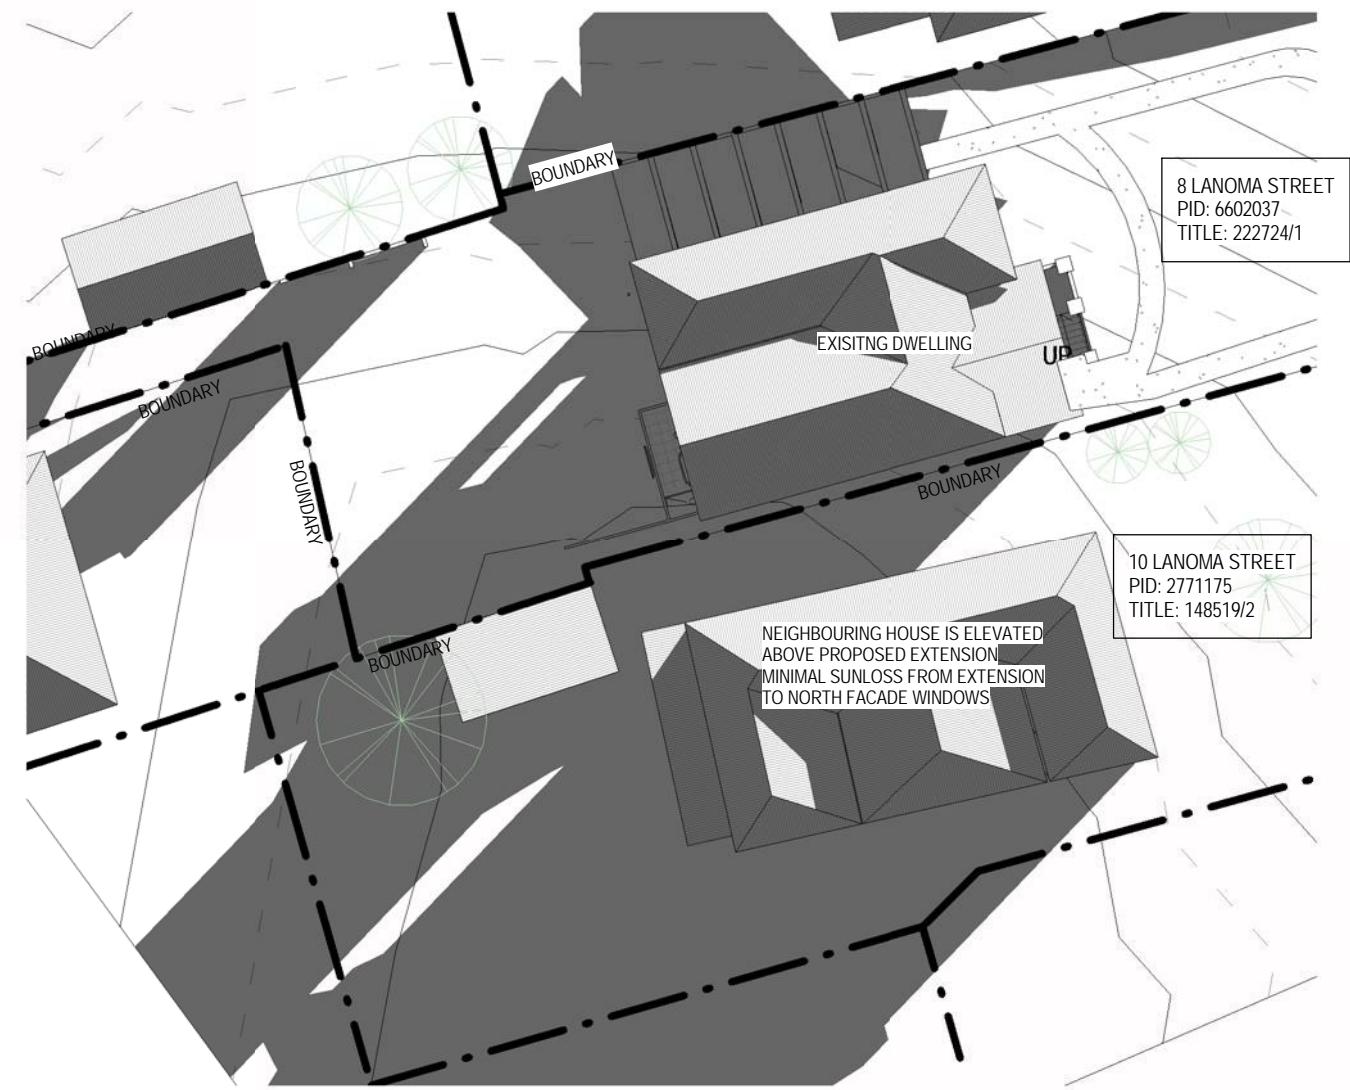 BOUNDARY
8 LANOMA STREET
PID: 6602037
TITLE: 222724/1
BOUNDARY
EXISITNG DWELLING
UP
BOUNDARY
BOUNDARY
BOUNDARY
10 LANOMA STREET
PID: 2771175
TITLE: 148519/2
NEIGHBOURING HOUSE IS ELEVATED
ABOVE PROPOSED EXTENSION
MINIMAL SUNLOSS FROM EXTENSION
TO NORTH FACADE WINDOWS
BOUNDARY